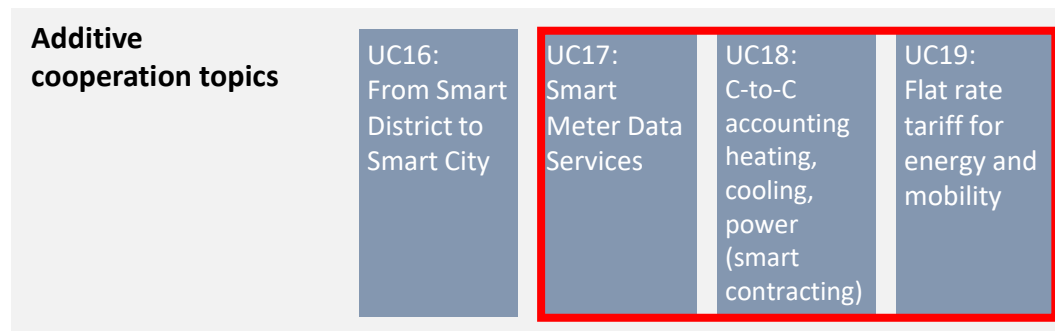 Additive
cooperation topics
UC16:
From Smart
District to
Smart City
UC17:
Smart
Meter Data
Services
UC18:
C-to-C
accounting
heating,
cooling,
power
(smart
contracting)
UC19:
Flat rate
tariff for
energy and
mobility